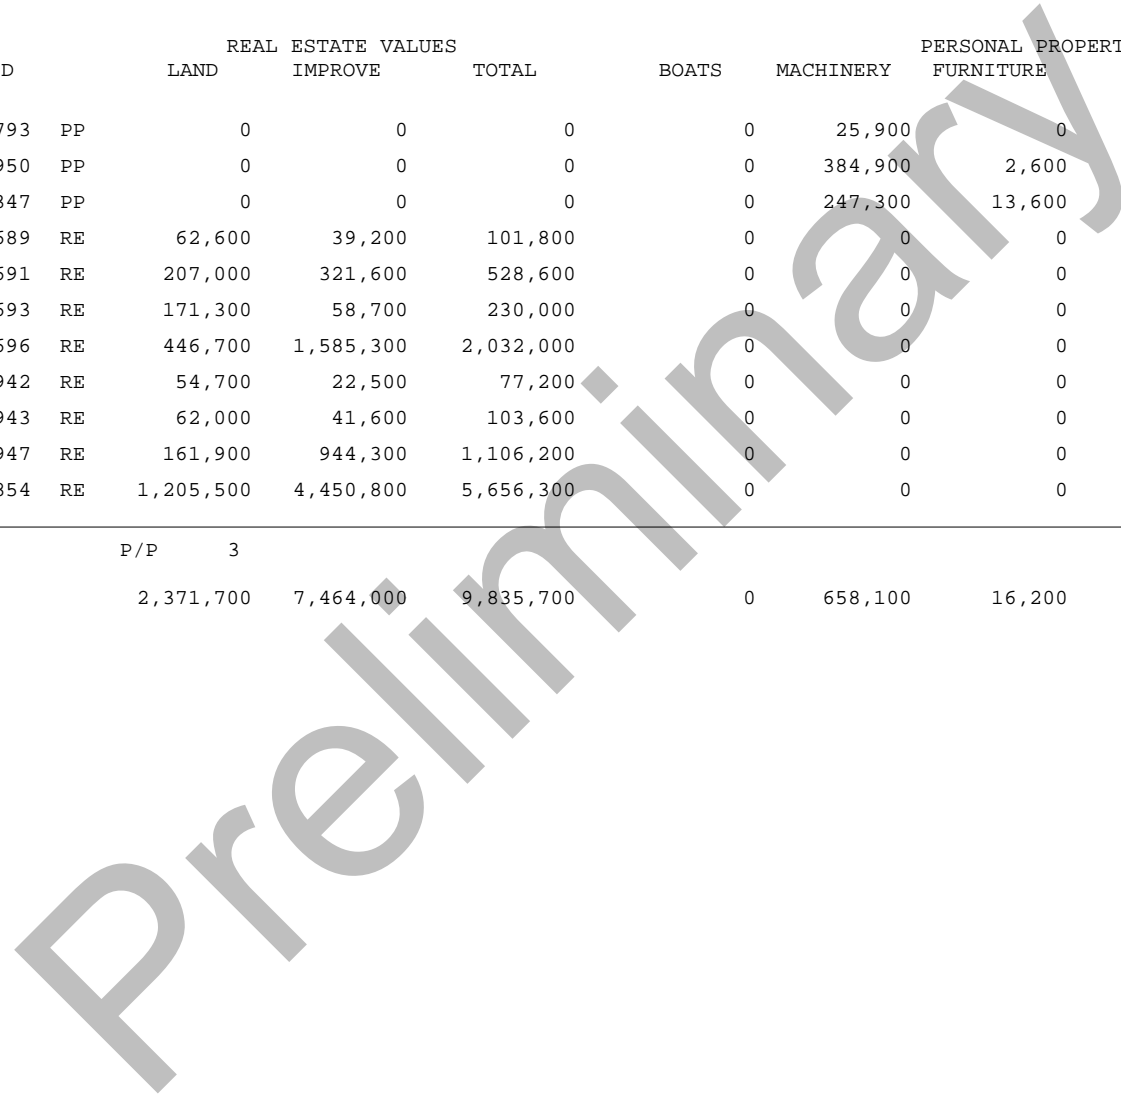 REAL ESTATE VALUES PERSONAL PROPERT
D LAND IMPROVE TOTAL BOATS MACHINERY FURNITURE
793 PP 0 0 0 0 25,900 0
950 PP 0 0 0 0 384,900 2,600
347 PP 0 0 0 0 247,300 13,600
589 RE 62,600 39,200 101,800 0 0 0
591 RE 207,000 321,600 528,600 0 0 0
593 RE 171,300 58,700 230,000 0 0 0
596 RE 446,700 1,585,300 2,032,000 0 0 0
942 RE 54,700 22,500 77,200 0 0 0
943 RE 62,000 41,600 103,600 0 0 0
947 RE 161,900 944,300 1,106,200 0 0 0
354 RE 1,205,500 4,450,800 5,656,300 0 0 0
P/P 3
2,371,700 7,464,000 9,835,700 0 658,100 16,200
Preliminary